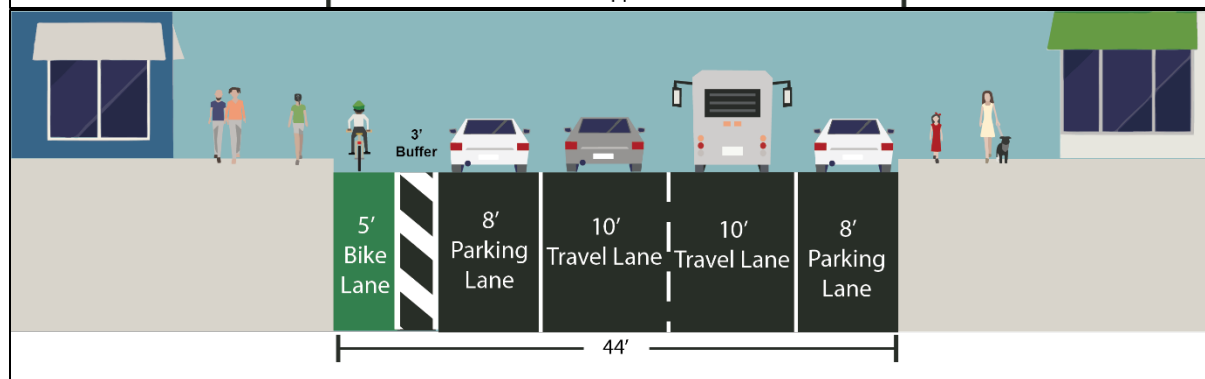 3’
Buffer
5’
Bike
Lane
8’
Parking
Lane
10’
Travel Lane
10’
Travel Lane
8’
Parking
Lane
44’